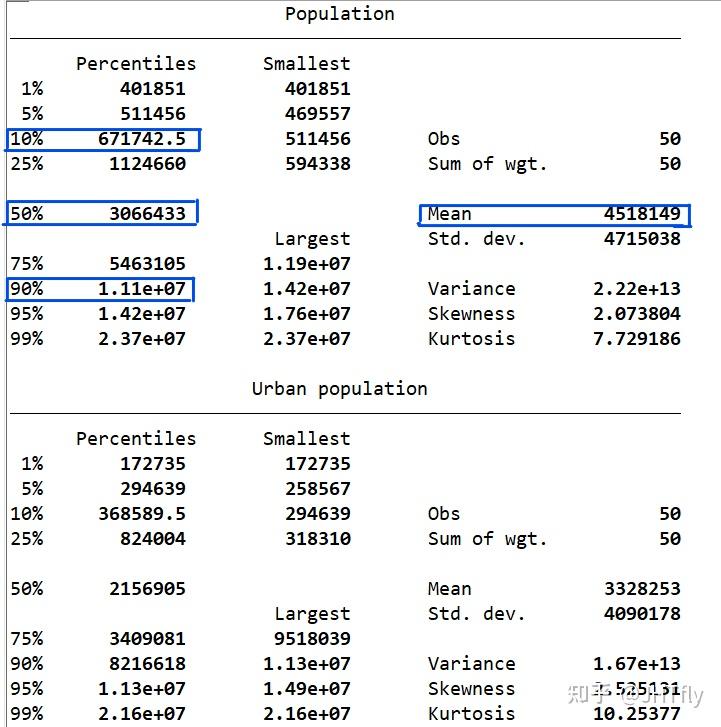 Population
Percentiles Smallest
1% 401851 401851
5% 511456 469557
10% 671742.5 511456 Obs 50
25% 1124660 594338 Sum of wgt. 50
50% 3066433 Mean 4518149
Largest Std. dev. 4715038
75% 5463105 1.19e+07
90% 1.11e+07 1.42e+07 Variance 2.22e+13
95% 1.42e+07 1.76e+07 Skewness 2.073804
99% 2.37e+07 2.37e+07 Kurtosis 7.729186
Urban population
Percentiles Smallest
1% 172735 172735
5% 294639 258567
10% 368589.5 294639 Obs 50
25% 824004 318310 Sum of wgt. 50
50% 2156905 Mean 3328253
Largest Std. dev. 4090178
75% 3409081 9518039
90% 8216618 1.13e+07 Variance 1.67e+13
95% 1.13e+07 1.49e+07 Skewness 2.525131
99% 2.16e+07 2.16e+07 Kurtosis 10.25377
知乎